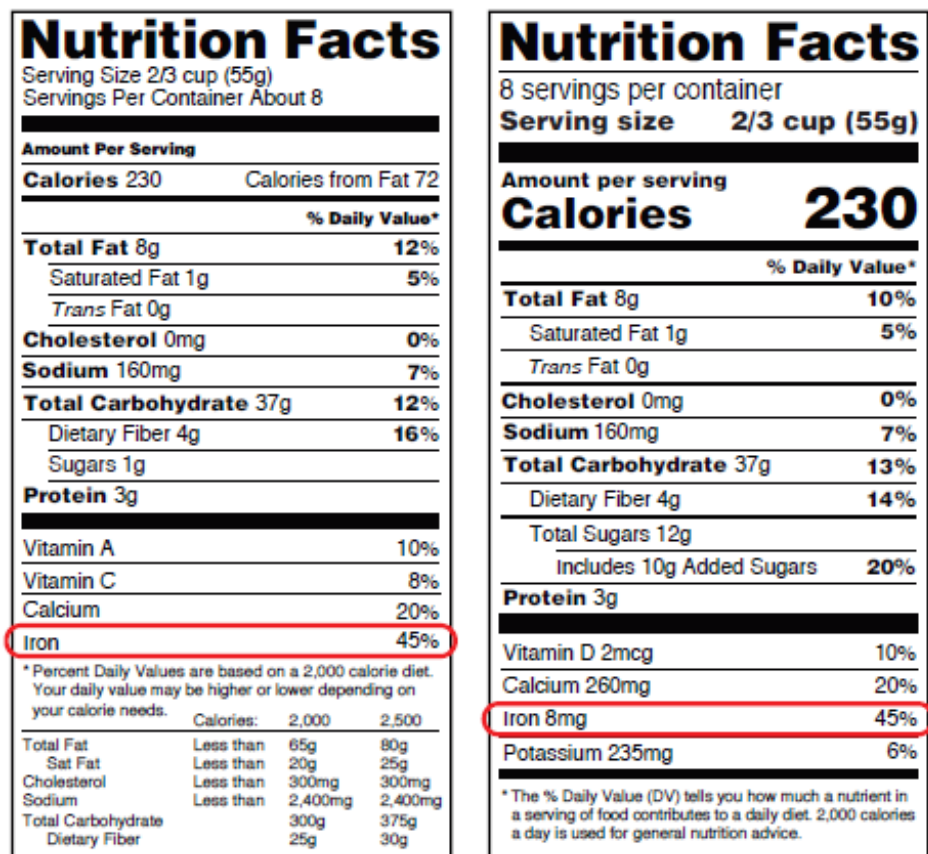 Nutrition Facts
Serving Size 2/3 cup (55g)
Servings Per Container About 8
Amount Per Serving
Calories 230 Calories from Fat 72
% Daily Value*
Total Fat 8g 12%
Saturated Fat 1g 5%
Trans Fat 0g
Cholesterol 0mg 0%
Sodium 160mg 7%
Total Carbohydrate 37g 12%
Dietary Fiber 4g 16%
Sugars 1g
Protein 3g
Vitamin A 10%
Vitamin C 8%
Calcium 20%
Iron 45%
* Percent Daily Values are based on a 2,000 calorie diet.
Your daily value may be higher or lower depending on
your calorie needs.
Calories: 2,000 2,500
Total Fat Less than 65g 80g
Sat Fat Less than 20g 25g
Cholesterol Less than 300mg 300mg
Sodium Less than 2,400mg 2,400mg
Total Carbohydrate 300g 375g
Dietary Fiber 25g 30g
Nutrition Facts
8 servings per container
Serving size 2/3 cup (55g)
Amount per serving
Calories 230
% Daily Value*
Total Fat 8g 10%
Saturated Fat 1g 5%
Trans Fat 0g
Cholesterol 0mg 0%
Sodium 160mg 7%
Total Carbohydrate 37g 13%
Dietary Fiber 4g 14%
Total Sugars 12g
Includes 10g Added Sugars 20%
Protein 3g
Vitamin D 2mcg 10%
Calcium 260mg 20%
Iron 8mg 45%
Potassium 235mg 6%
* The % Daily Value (DV) tells you how much a nutrient in
a serving of food contributes to a daily diet. 2,000 calories
a day is used for general nutrition advice.